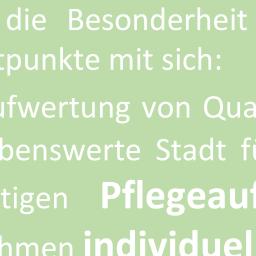 die Besonderheit
tpunkte mit sich:
ufwertung von Qua
benswerte Stadt fü
tigen Pflegeauf
hmen individuel